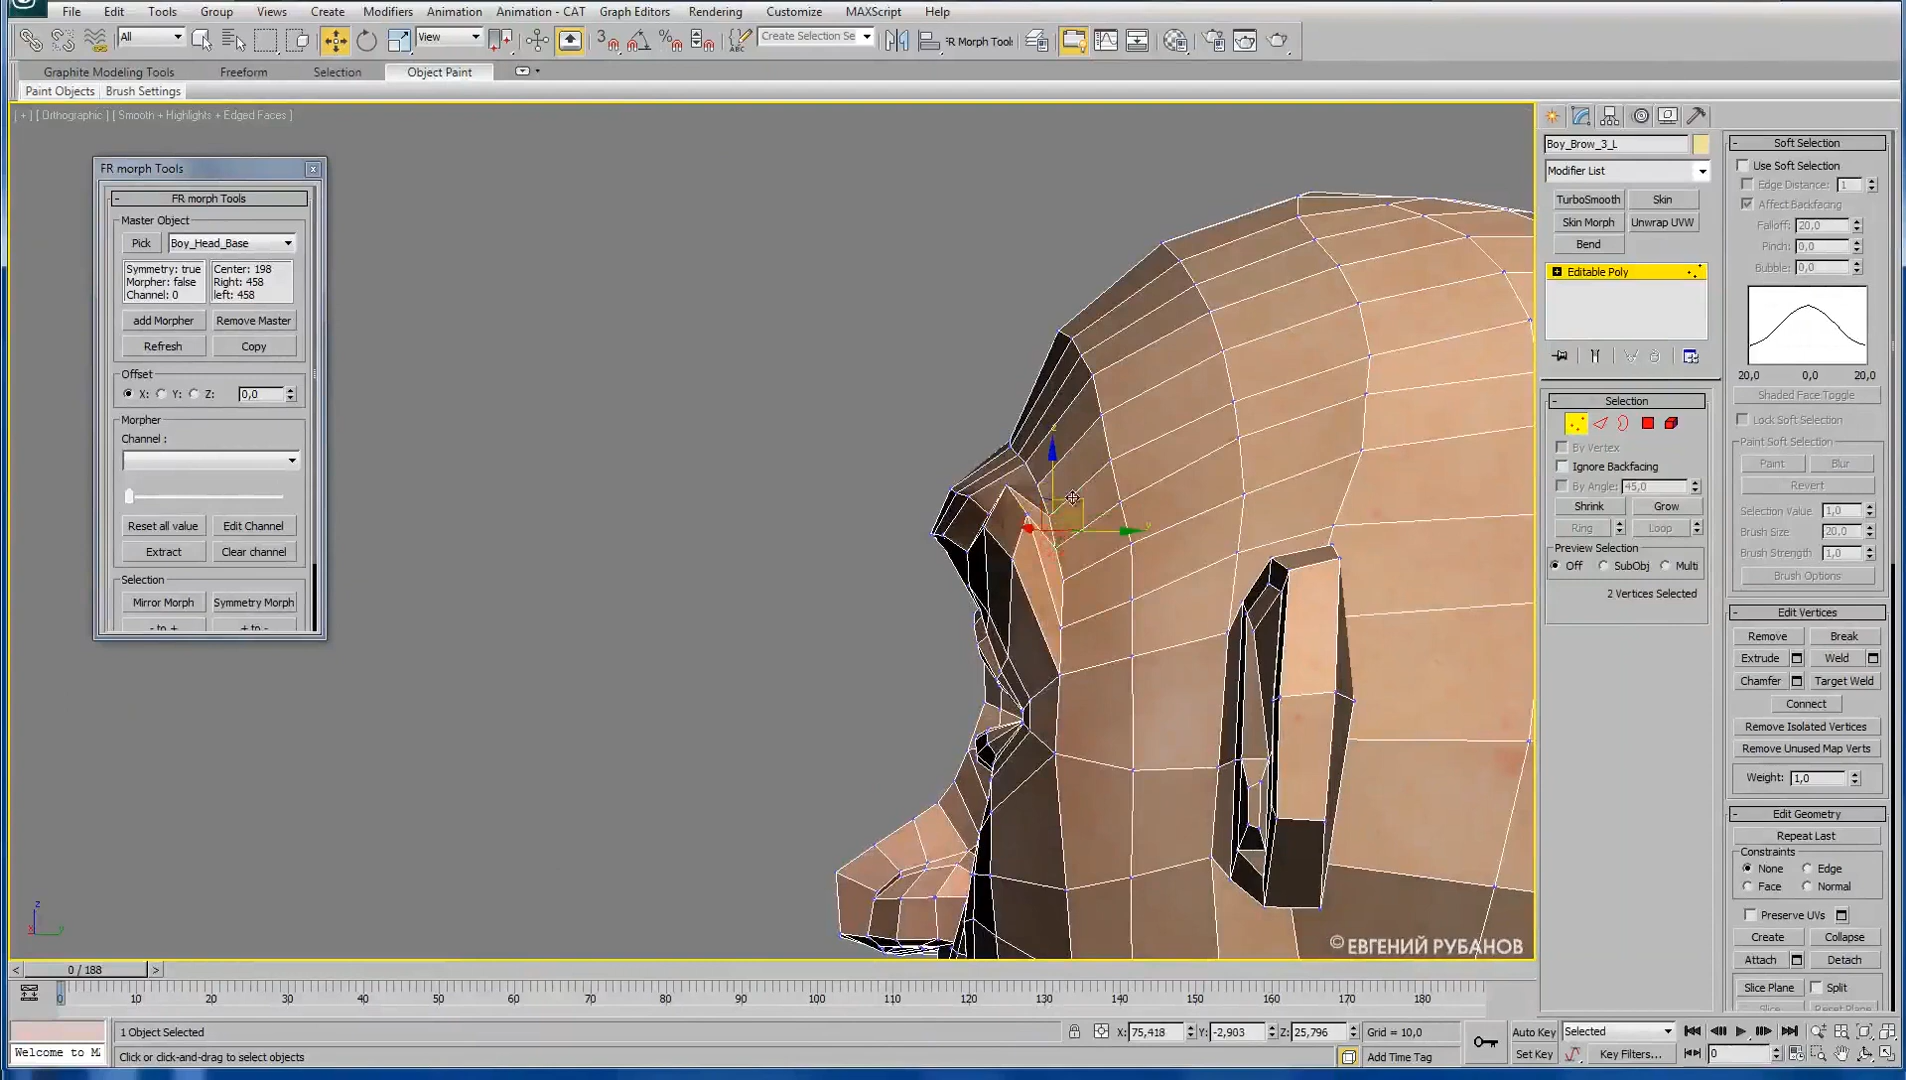 File Edit Tools Group Views Create Modifiers Animation Animation - CAT Graph Editors Rendering Customize MAXScript Help
All View Create Selection Se R Morph Tool
Graphite Modeling Tools Freeform Selection Object Paint
Paint Objects Brush Settings
[ + ] [ Orthographic ] [ Smooth + Highlights + Edged Faces ]
FR morph Tools
FR morph Tools
Master Object
Pick Boy_Head_Base
Symmetry: true
Morpher: false
Channel: 0
Center: 198
Right: 458
left: 458
add Morpher Remove Master
Refresh Copy
Offset
X: Y: Z: 0,0
Morpher
Channel :
Reset all value Edit Channel
Extract Clear channel
Selection
Mirror Morph Symmetry Morph
- to + + to -
z
y
© ЕВГЕНИЙ РУБАНОВ
Boy_Brow_3_L
Modifier List
TurboSmooth Skin
Skin Morph Unwrap UVW
Bend
Editable Poly
Selection
By Vertex
Ignore Backfacing
By Angle: 45,0
Shrink Grow
Ring Loop
Preview Selection
Off SubObj Multi
2 Vertices Selected
Soft Selection
Use Soft Selection
Edge Distance: 1
Affect Backfacing
Falloff: 20,0
Pinch: 0,0
Bubble: 0,0
20,0 0,0 20,0
Shaded Face Toggle
Lock Soft Selection
Paint Soft Selection
Paint Blur
Revert
Selection Value 1,0
Brush Size 20,0
Brush Strength 1,0
Brush Options
Edit Vertices
Remove Break
Extrude Weld
Chamfer Target Weld
Connect
Remove Isolated Vertices
Remove Unused Map Verts
Weight: 1,0
Edit Geometry
Repeat Last
Constraints
None Edge
Face Normal
Preserve UVs
Create Collapse
Attach Detach
Slice Plane Split
Slice Reset Plane
< 0 / 188 >
0 10 20 30 40 50 60 70 80 90 100 110 120 130 140 150 160 170 180
1 Object Selected X: 75,418 Y: -2,903 Z: 25,796 Grid = 10,0 Auto Key Selected
Welcome to M Click or click-and-drag to select objects Add Time Tag Set Key Key Filters... 0